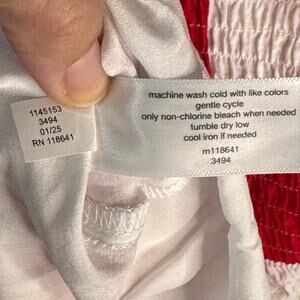 1145153
3494
01/25
RN 118641
machine wash cold with like colors
gentle cycle
only non-chlorine bleach when needed
tumble dry low
cool iron if needed
m118641
3494